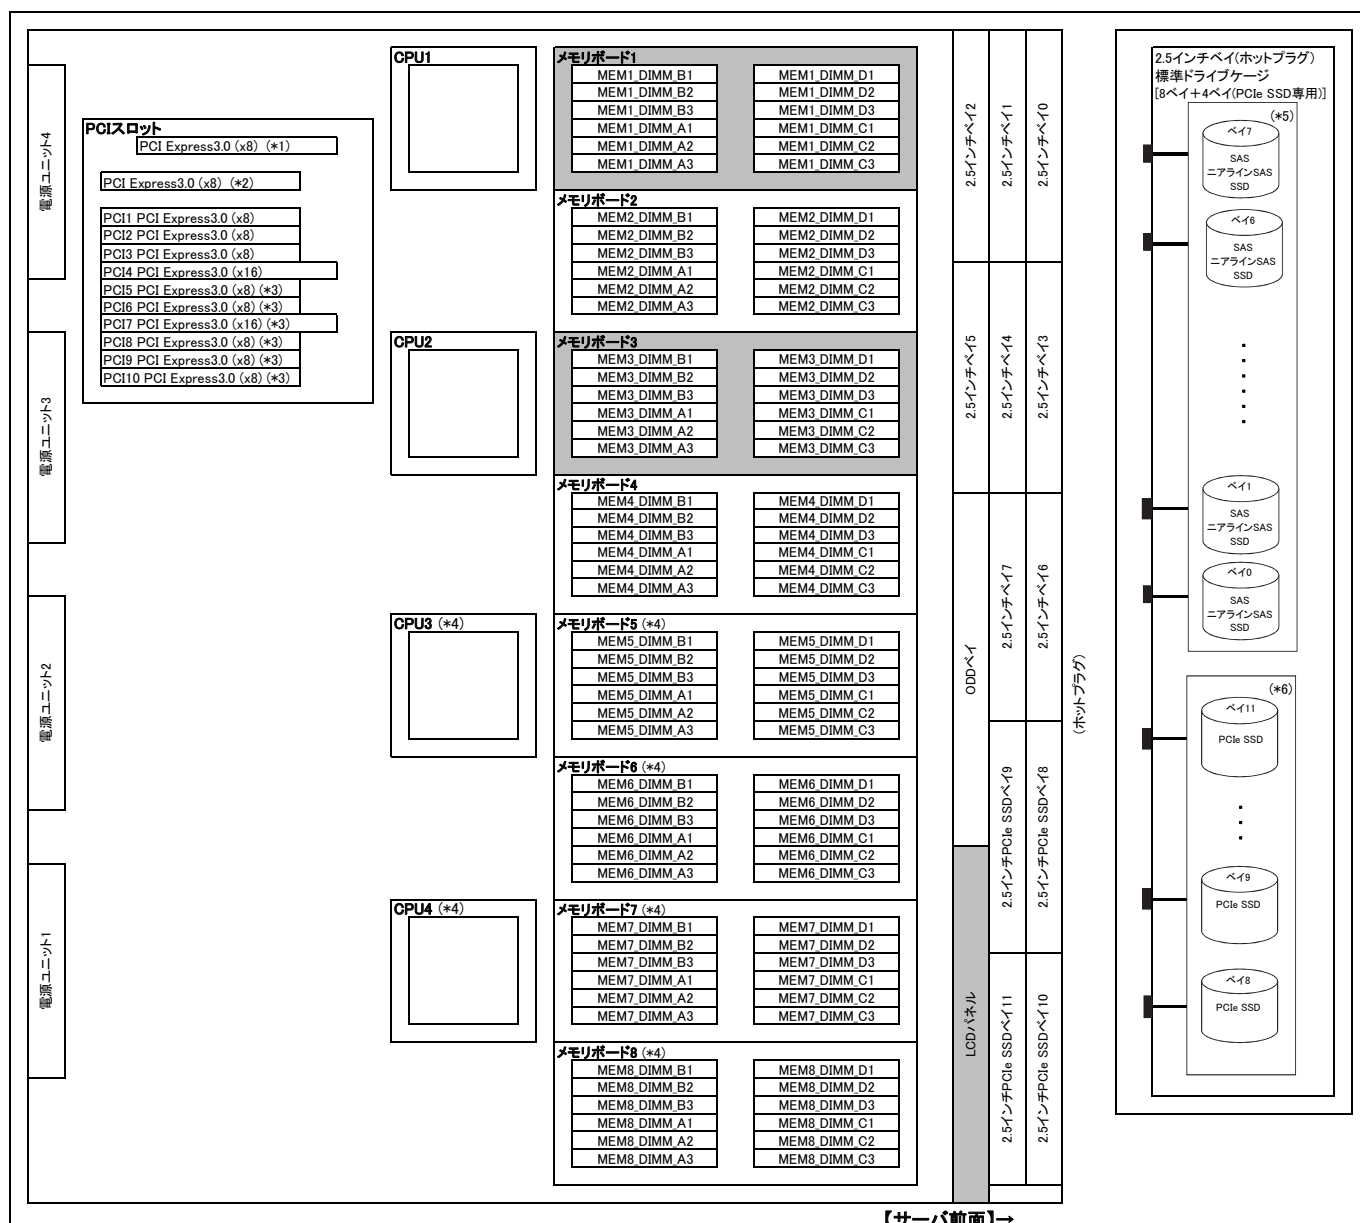 電源ユニット4
電源ユニット3
電源ユニット2
電源ユニット1
PCIスロット
PCI Express3.0 (x8) (*1)
PCI Express3.0 (x8) (*2)
PCI1 PCI Express3.0 (x8)
PCI2 PCI Express3.0 (x8)
PCI3 PCI Express3.0 (x8)
PCI4 PCI Express3.0 (x16)
PCI5 PCI Express3.0 (x8) (*3)
PCI6 PCI Express3.0 (x8) (*3)
PCI7 PCI Express3.0 (x16) (*3)
PCI8 PCI Express3.0 (x8) (*3)
PCI9 PCI Express3.0 (x8) (*3)
PCI10 PCI Express3.0 (x8) (*3)
CPU1
CPU2
CPU3 (*4)
CPU4 (*4)
メモリボード1
MEM1_DIMM_B1 MEM1_DIMM_D1
MEM1_DIMM_B2 MEM1_DIMM_D2
MEM1_DIMM_B3 MEM1_DIMM_D3
MEM1_DIMM_A1 MEM1_DIMM_C1
MEM1_DIMM_A2 MEM1_DIMM_C2
MEM1_DIMM_A3 MEM1_DIMM_C3
メモリボード2
MEM2_DIMM_B1 MEM2_DIMM_D1
MEM2_DIMM_B2 MEM2_DIMM_D2
MEM2_DIMM_B3 MEM2_DIMM_D3
MEM2_DIMM_A1 MEM2_DIMM_C1
MEM2_DIMM_A2 MEM2_DIMM_C2
MEM2_DIMM_A3 MEM2_DIMM_C3
メモリボード3
MEM3_DIMM_B1 MEM3_DIMM_D1
MEM3_DIMM_B2 MEM3_DIMM_D2
MEM3_DIMM_B3 MEM3_DIMM_D3
MEM3_DIMM_A1 MEM3_DIMM_C1
MEM3_DIMM_A2 MEM3_DIMM_C2
MEM3_DIMM_A3 MEM3_DIMM_C3
メモリボード4
MEM4_DIMM_B1 MEM4_DIMM_D1
MEM4_DIMM_B2 MEM4_DIMM_D2
MEM4_DIMM_B3 MEM4_DIMM_D3
MEM4_DIMM_A1 MEM4_DIMM_C1
MEM4_DIMM_A2 MEM4_DIMM_C2
MEM4_DIMM_A3 MEM4_DIMM_C3
メモリボード5 (*4)
MEM5_DIMM_B1 MEM5_DIMM_D1
MEM5_DIMM_B2 MEM5_DIMM_D2
MEM5_DIMM_B3 MEM5_DIMM_D3
MEM5_DIMM_A1 MEM5_DIMM_C1
MEM5_DIMM_A2 MEM5_DIMM_C2
MEM5_DIMM_A3 MEM5_DIMM_C3
メモリボード6 (*4)
MEM6_DIMM_B1 MEM6_DIMM_D1
MEM6_DIMM_B2 MEM6_DIMM_D2
MEM6_DIMM_B3 MEM6_DIMM_D3
MEM6_DIMM_A1 MEM6_DIMM_C1
MEM6_DIMM_A2 MEM6_DIMM_C2
MEM6_DIMM_A3 MEM6_DIMM_C3
メモリボード7 (*4)
MEM7_DIMM_B1 MEM7_DIMM_D1
MEM7_DIMM_B2 MEM7_DIMM_D2
MEM7_DIMM_B3 MEM7_DIMM_D3
MEM7_DIMM_A1 MEM7_DIMM_C1
MEM7_DIMM_A2 MEM7_DIMM_C2
MEM7_DIMM_A3 MEM7_DIMM_C3
メモリボード8 (*4)
MEM8_DIMM_B1 MEM8_DIMM_D1
MEM8_DIMM_B2 MEM8_DIMM_D2
MEM8_DIMM_B3 MEM8_DIMM_D3
MEM8_DIMM_A1 MEM8_DIMM_C1
MEM8_DIMM_A2 MEM8_DIMM_C2
MEM8_DIMM_A3 MEM8_DIMM_C3
2.5インチベイ2
2.5インチベイ1
2.5インチベイ0
2.5インチベイ5
2.5インチベイ4
2.5インチベイ3
ODDベイ
2.5インチベイ7
2.5インチベイ6
2.5インチPCIe SSDベイ9
2.5インチPCIe SSDベイ8
LCDパネル
2.5インチPCIe SSDベイ11
2.5インチPCIe SSDベイ10
(ホットプラグ)
【サーバ前面】→
2.5インチベイ(ホットプラグ)
標準ドライブケージ
[8ベイ+4ベイ(PCIe SSD専用)]
(*5)
ベイ7
SAS
ニアラインSAS
SSD
ベイ6
SAS
ニアラインSAS
SSD
ベイ1
SAS
ニアラインSAS
SSD
ベイ0
SAS
ニアラインSAS
SSD
(*6)
ベイ11
PCIe SSD
ベイ9
PCIe SSD
ベイ8
PCIe SSD